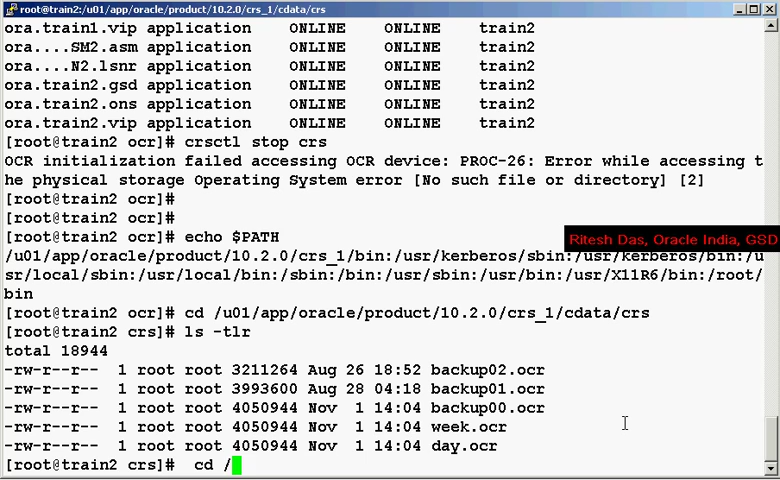 root@train2:/u01/app/oracle/product/10.2.0/crs_1/cdata/crs
ora.train1.vip application    ONLINE    ONLINE    train2
ora....SM2.asm application    ONLINE    ONLINE    train2
ora....N2.lsnr application    ONLINE    ONLINE    train2
ora.train2.gsd application    ONLINE    ONLINE    train2
ora.train2.ons application    ONLINE    ONLINE    train2
ora.train2.vip application    ONLINE    ONLINE    train2
[root@train2 ocr]# crsctl stop crs
OCR initialization failed accessing OCR device: PROC-26: Error while accessing t
he physical storage Operating System error [No such file or directory] [2]
[root@train2 ocr]#
[root@train2 ocr]#
[root@train2 ocr]# echo $PATH
Ritesh Das, Oracle India, GSD
/u01/app/oracle/product/10.2.0/crs_1/bin:/usr/kerberos/sbin:/usr/kerberos/bin:/u
sr/local/sbin:/usr/local/bin:/sbin:/bin:/usr/sbin:/usr/bin:/usr/X11R6/bin:/root/
bin
[root@train2 ocr]# cd /u01/app/oracle/product/10.2.0/crs_1/cdata/crs
[root@train2 crs]# ls -tlr
total 18944
-rw-r--r--  1 root root 3211264 Aug 26 18:52 backup02.ocr
-rw-r--r--  1 root root 3993600 Aug 28 04:18 backup01.ocr
-rw-r--r--  1 root root 4050944 Nov  1 14:04 backup00.ocr
-rw-r--r--  1 root root 4050944 Nov  1 14:04 week.ocr
-rw-r--r--  1 root root 4050944 Nov  1 14:04 day.ocr
[root@train2 crs]#  cd /